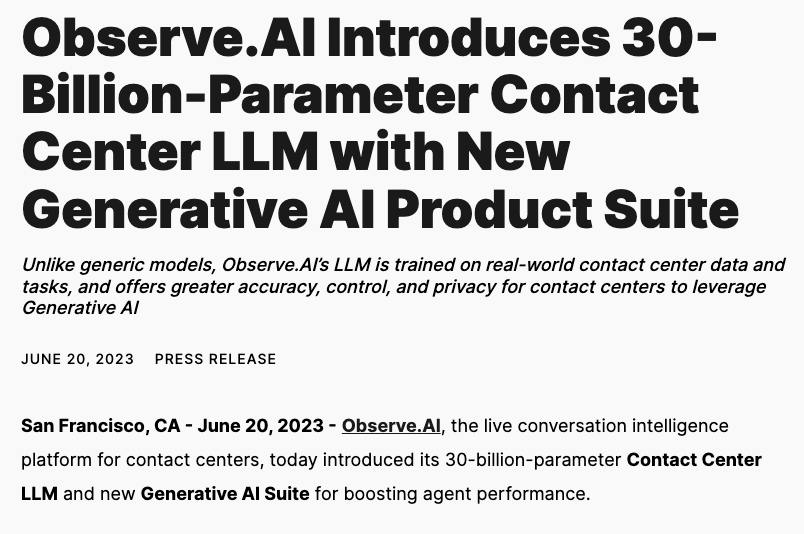 Observe.AI Introduces 30-
Billion-Parameter Contact
Center LLM with New
Generative AI Product Suite
Unlike generic models, Observe.AI’s LLM is trained on real-world contact center data and
tasks, and offers greater accuracy, control, and privacy for contact centers to leverage
Generative AI
JUNE 20, 2023 PRESS RELEASE
San Francisco, CA - June 20, 2023 - Observe.AI, the live conversation intelligence
platform for contact centers, today introduced its 30-billion-parameter Contact Center
LLM and new Generative AI Suite for boosting agent performance.